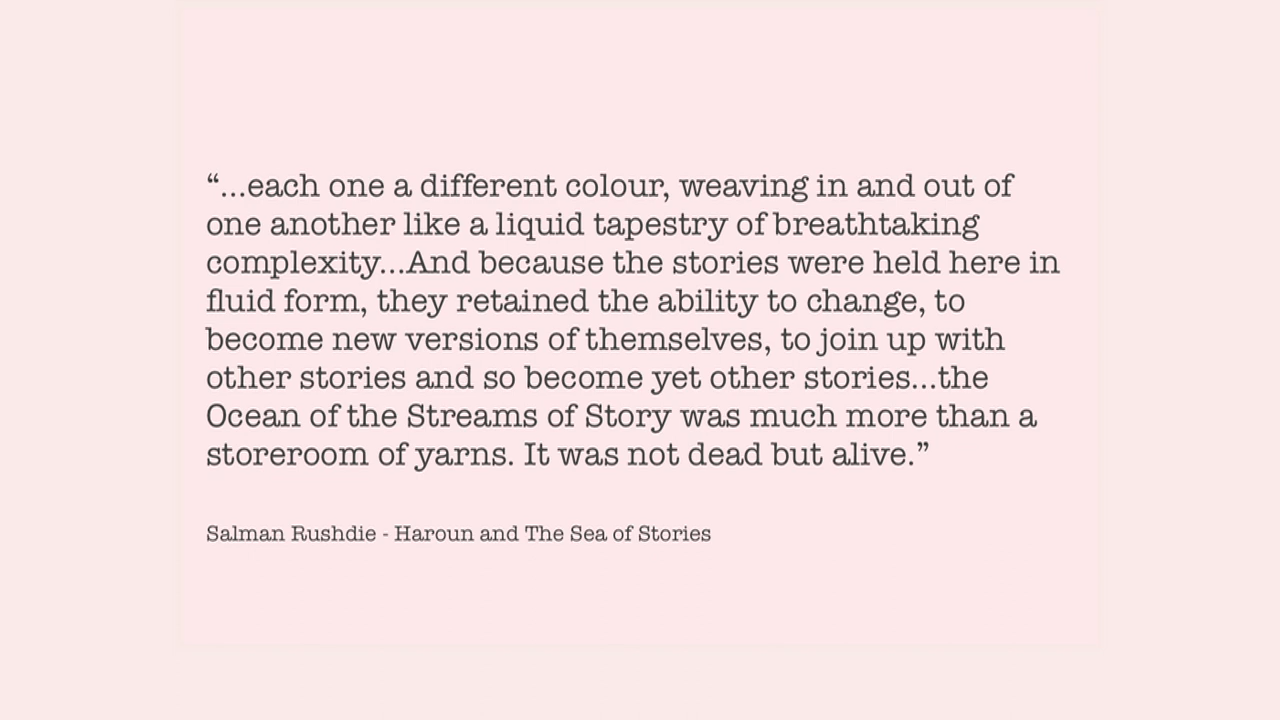 “...each one a different colour, weaving in and out of
one another like a liquid tapestry of breathtaking
complexity...And because the stories were held here in
fluid form, they retained the ability to change, to
become new versions of themselves, to join up with
other stories and so become yet other stories...the
Ocean of the Streams of Story was much more than a
storeroom of yarns. It was not dead but alive.”
Salman Rushdie - Haroun and The Sea of Stories